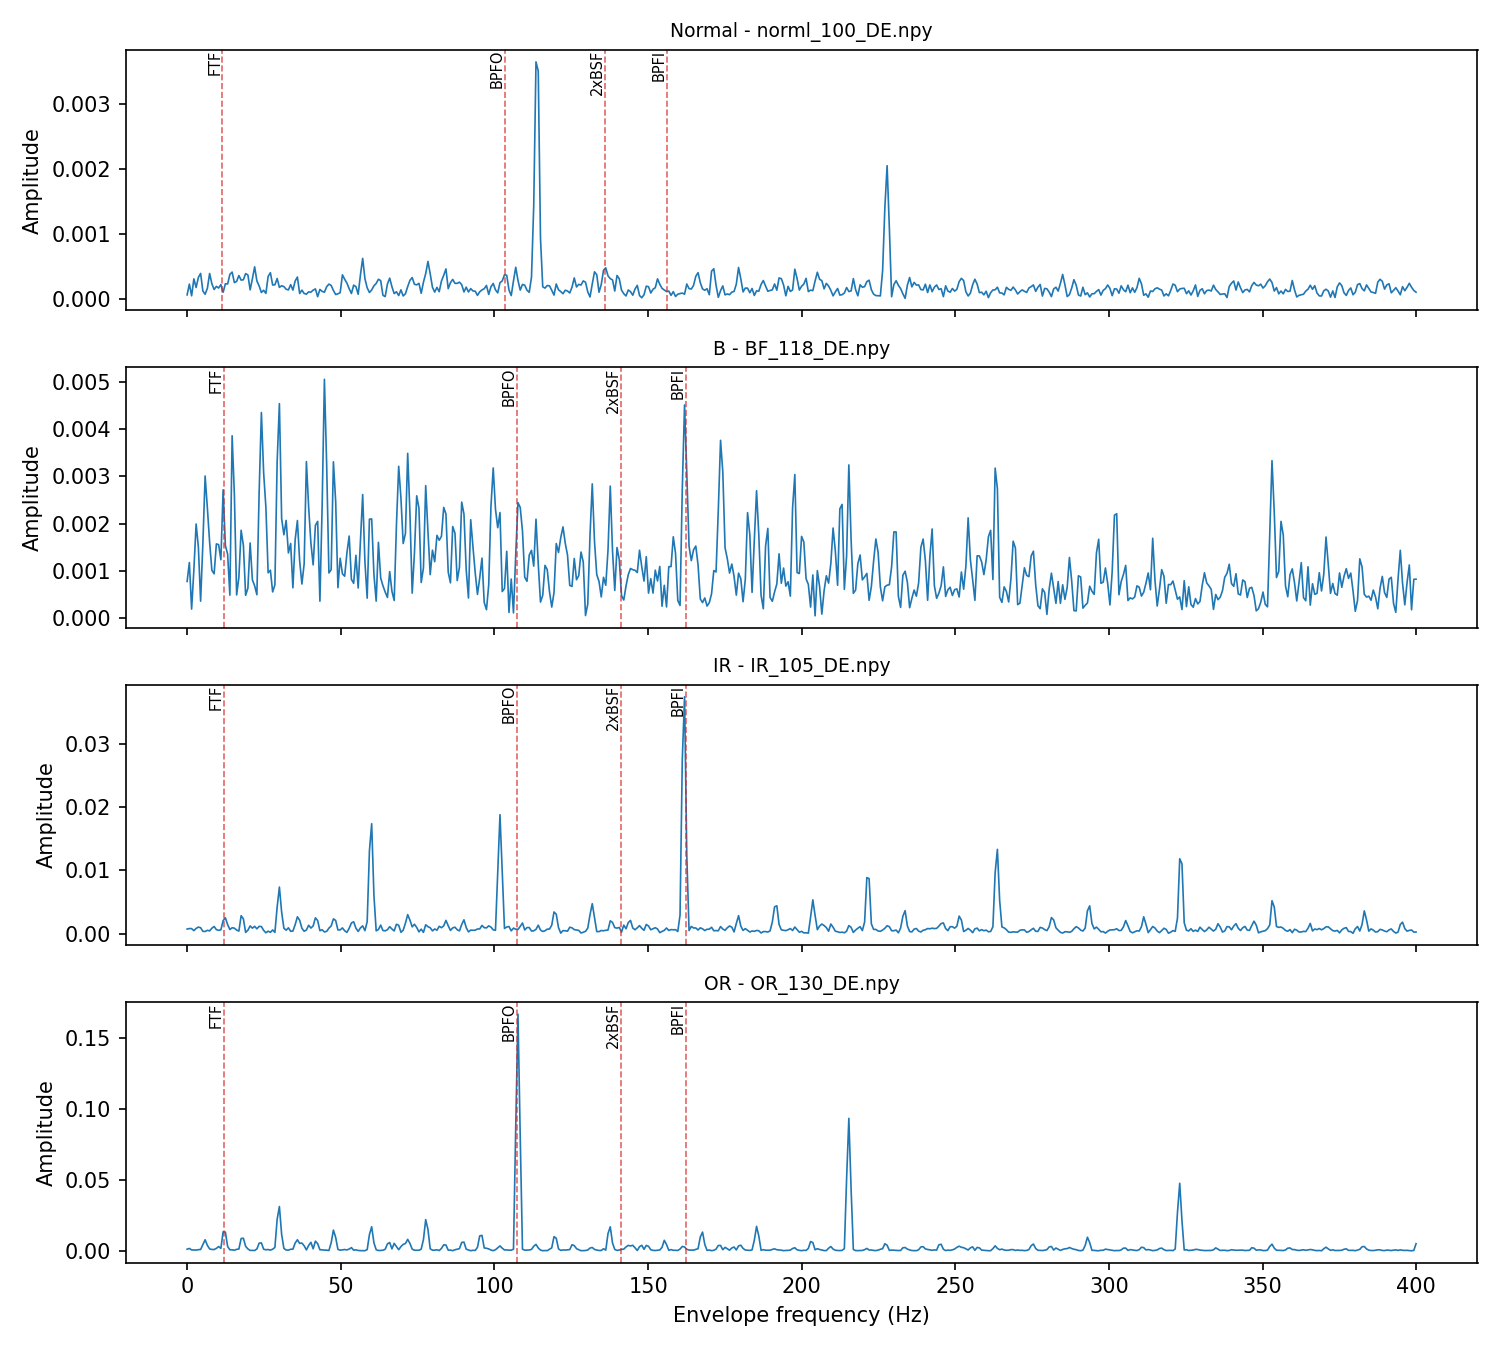 Normal - norml_100_DE.npy
FTF
BPFO
2xBSF
BPFI
0.003
0.002
0.001
0.000
Amplitude
B - BF_118_DE.npy
FTF
BPFO
2xBSF
BPFI
0.005
0.004
0.003
0.002
0.001
0.000
Amplitude
IR - IR_105_DE.npy
FTF
BPFO
2xBSF
BPFI
0.03
0.02
0.01
0.00
Amplitude
OR - OR_130_DE.npy
FTF
BPFO
2xBSF
BPFI
0.15
0.10
0.05
0.00
Amplitude
0 50 100 150 200 250 300 350 400
Envelope frequency (Hz)